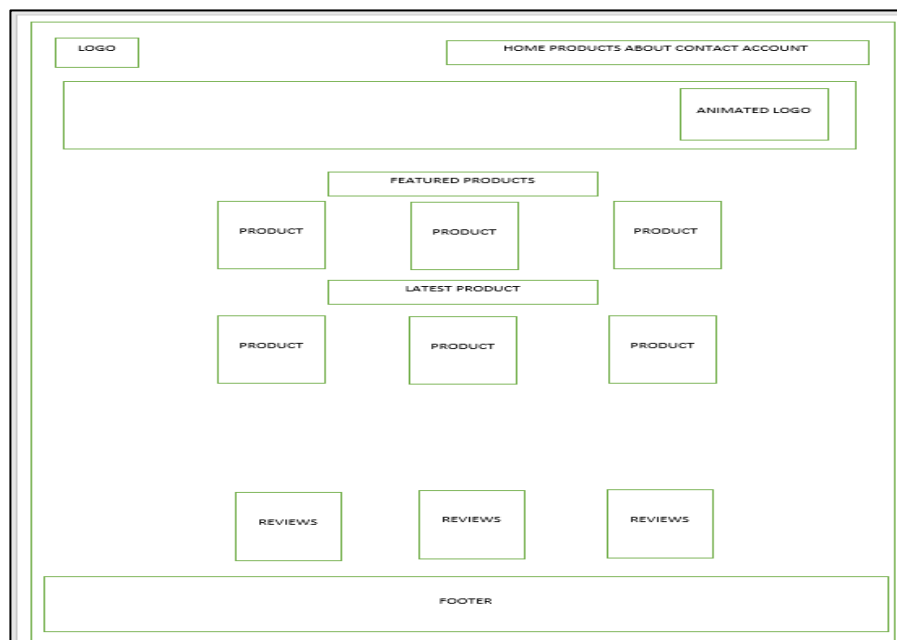 LOGO
HOME PRODUCTS ABOUT CONTACT ACCOUNT
ANIMATED LOGO
FEATURED PRODUCTS
PRODUCT
PRODUCT
PRODUCT
LATEST PRODUCT
PRODUCT
PRODUCT
PRODUCT
REVIEWS
REVIEWS
REVIEWS
FOOTER